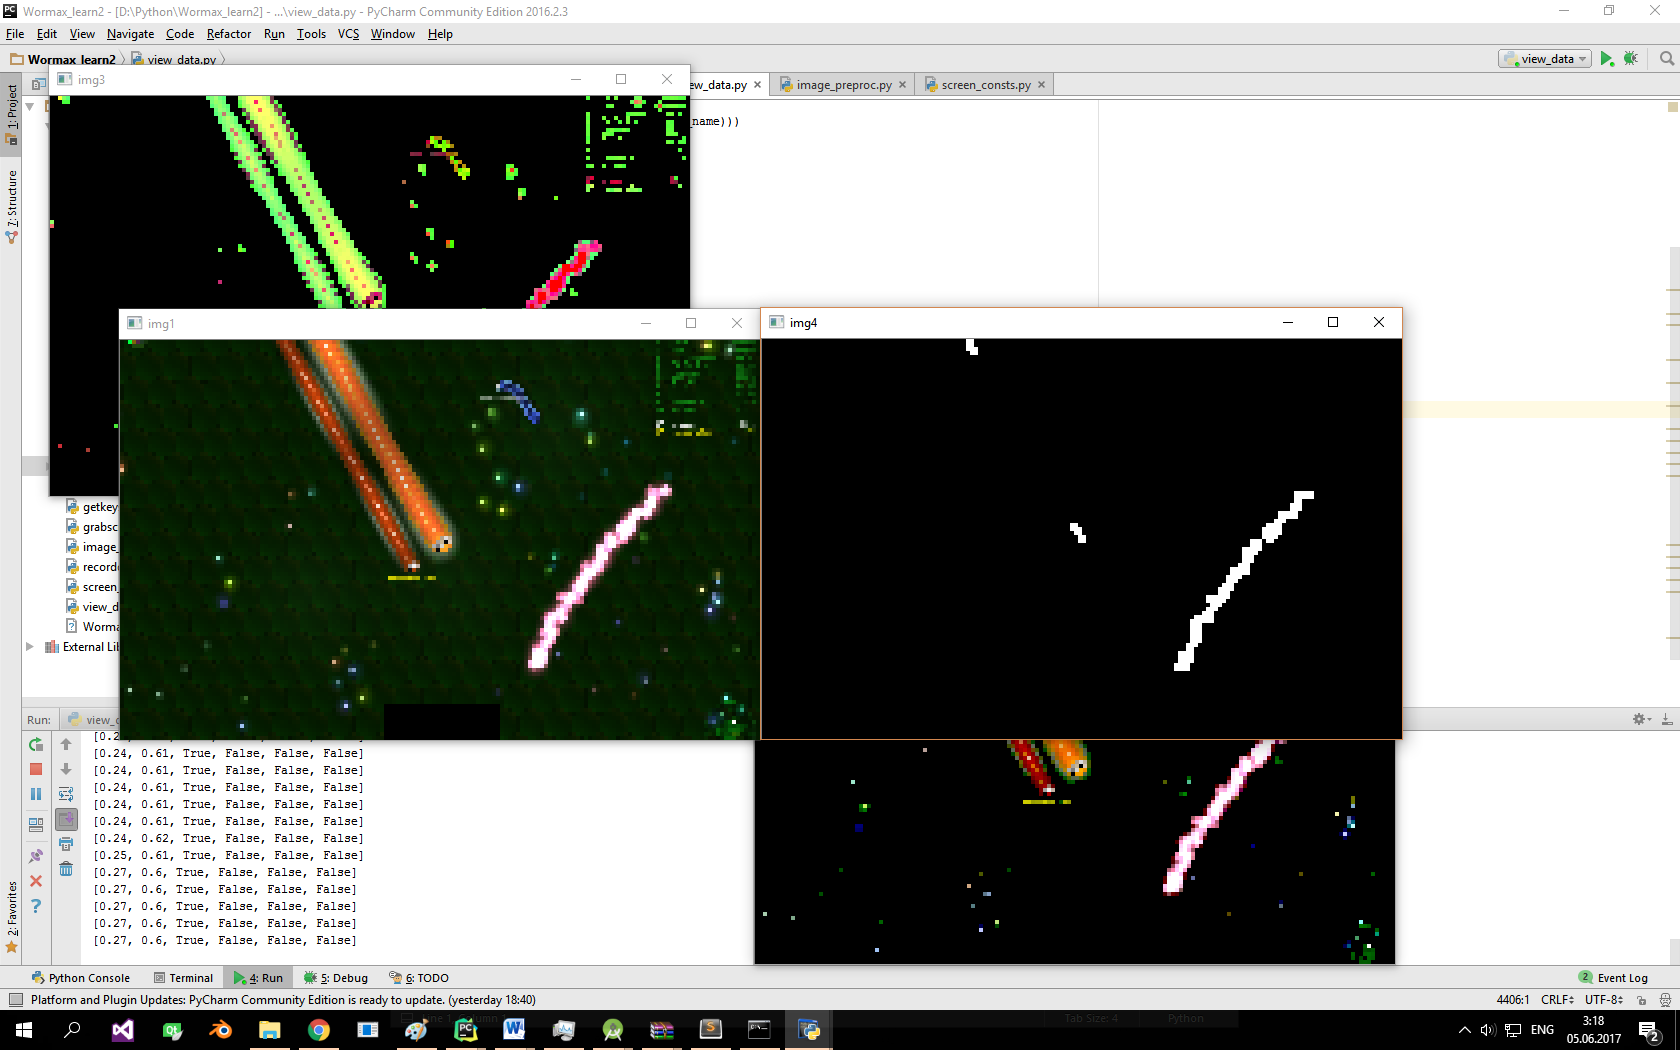 Wormax_learn2 - [D:\Python\Wormax_learn2] - ...\view_data.py - PyCharm Community Edition 2016.2.3
File Edit View Navigate Code Refactor Run Tools VCS Window Help
Wormax_learn2 view_data.py
view_data
img3
ew_data.py image_preproc.py screen_consts.py
_name)))
1: Project
7: Structure
img1
img4
getkey
grabsc
image_
record
screen_
view_d
Worma
External Lib
Run: view_d
[0.2
[0.24, 0.61, True, False, False, False]
[0.24, 0.61, True, False, False, False]
[0.24, 0.61, True, False, False, False]
[0.24, 0.61, True, False, False, False]
[0.24, 0.61, True, False, False, False]
[0.24, 0.62, True, False, False, False]
[0.25, 0.61, True, False, False, False]
[0.27, 0.6, True, False, False, False]
[0.27, 0.6, True, False, False, False]
[0.27, 0.6, True, False, False, False]
[0.27, 0.6, True, False, False, False]
[0.27, 0.6, True, False, False, False]
2: Favorites
Python Console Terminal 4: Run 5: Debug 6: TODO
2 Event Log
Platform and Plugin Updates: PyCharm Community Edition is ready to update. (yesterday 18:40)
4406:1 CRLF UTF-8
Tab Size: 4 Python
ENG
3:18
05.06.2017
2